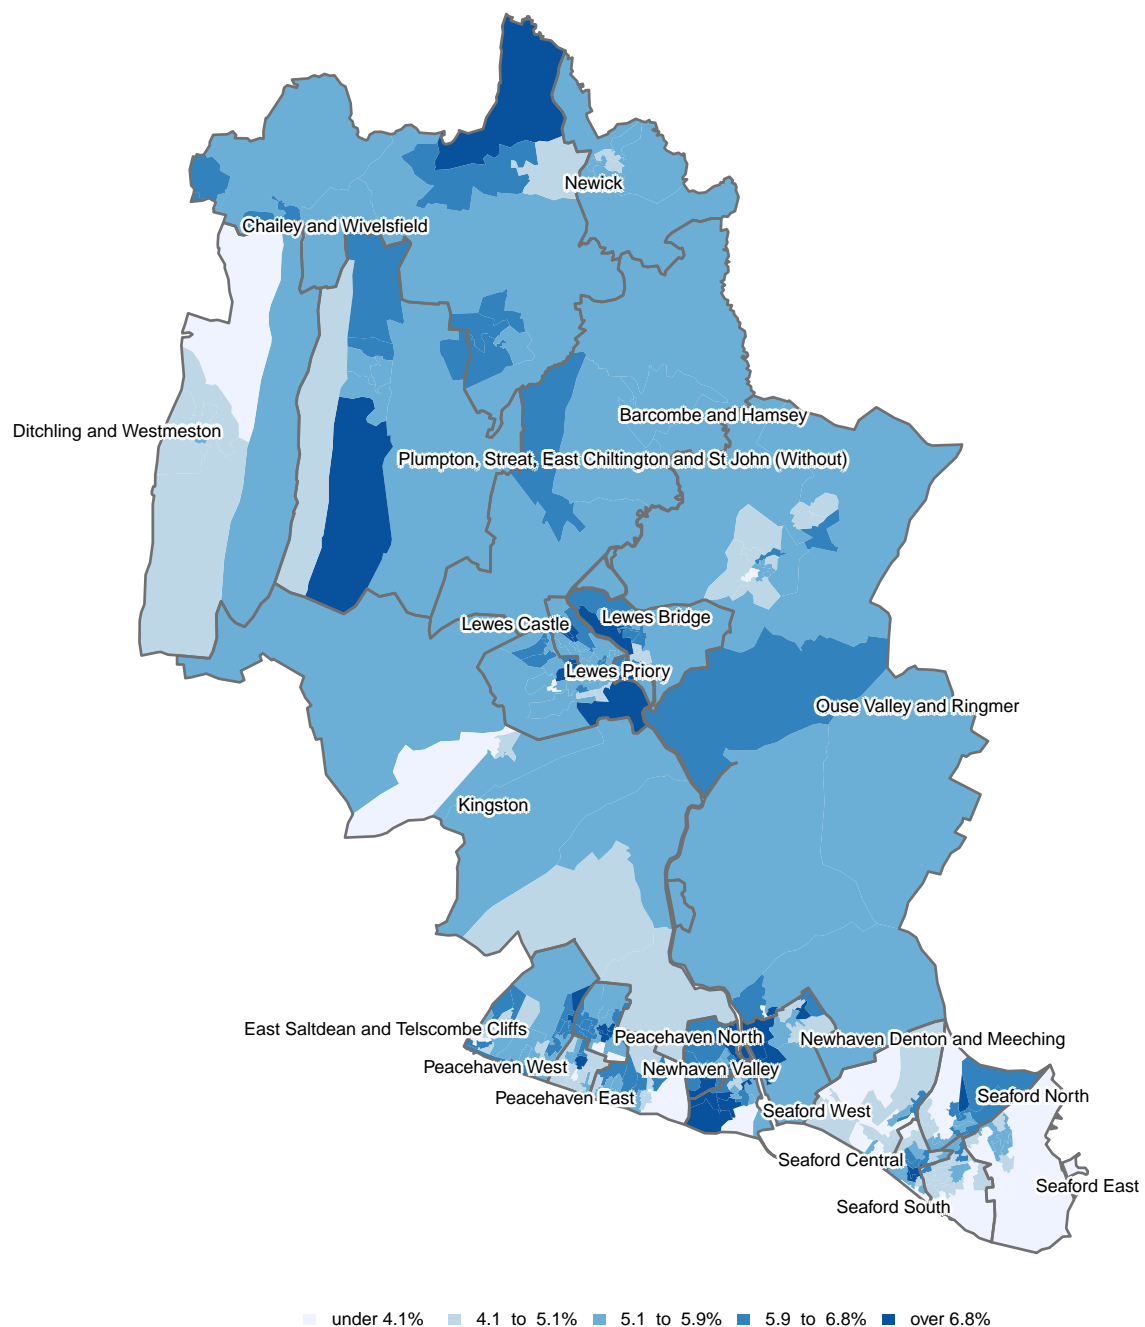 Newick
Chailey and Wivelsfield
Barcombe and Hamsey
Ditchling and Westmeston
Plumpton, Streat, East Chiltington and St John (Without)
Lewes Bridge
Lewes Castle
Lewes Priory
Ouse Valley and Ringmer
Kingston
East Saltdean and Telscombe Cliffs
Peacehaven North
Newhaven Denton and Meeching
Peacehaven West
Newhaven Valley
Peacehaven East
Seaford North
Seaford West
Seaford Central
Seaford East
Seaford South
under 4.1% 4.1 to 5.1% 5.1 to 5.9% 5.9 to 6.8% over 6.8%